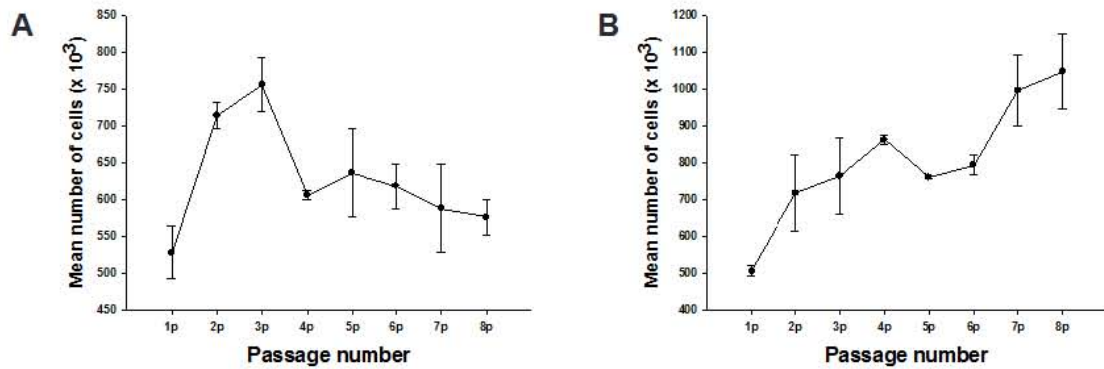 A
Mean number of cells (x 10³)
850
800
750
700
650
600
550
500
450
1p 2p 3p 4p 5p 6p 7p 8p
Passage number
B
Mean number of cells (x 10³)
1200
1100
1000
900
800
700
600
500
400
1p 2p 3p 4p 5p 6p 7p 8p
Passage number